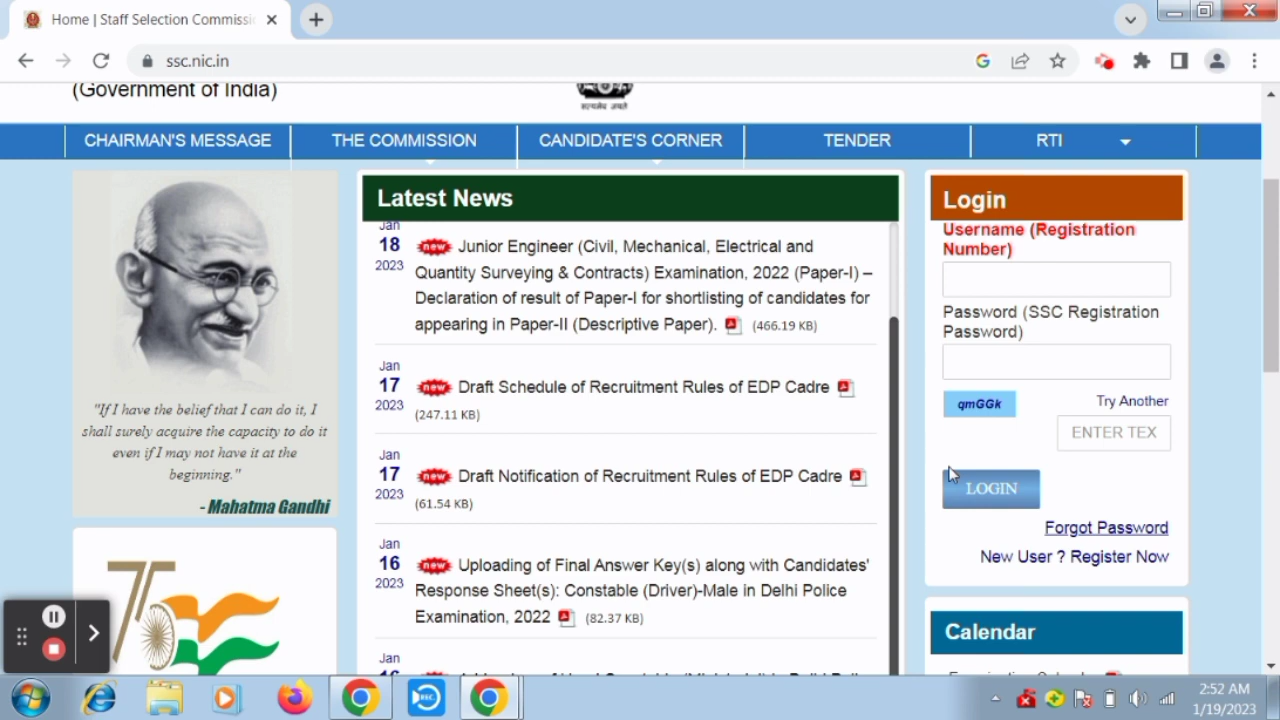 Home | Staff Selection Commissi
ssc.nic.in
(Government of India)
सत्यमेव जयते
CHAIRMAN'S MESSAGE
THE COMMISSION
CANDIDATE'S CORNER
TENDER
RTI
"If I have the belief that I can do it, I
shall surely acquire the capacity to do it
even if I may not have it at the
beginning."
- Mahatma Gandhi
75
Latest News
Jan
18
2023
new Junior Engineer (Civil, Mechanical, Electrical and
Quantity Surveying & Contracts) Examination, 2022 (Paper-I) –
Declaration of result of Paper-I for shortlisting of candidates for
appearing in Paper-II (Descriptive Paper). (466.19 KB)
Jan
17
2023
new Draft Schedule of Recruitment Rules of EDP Cadre
(247.11 KB)
Jan
17
2023
new Draft Notification of Recruitment Rules of EDP Cadre
(61.54 KB)
Jan
16
2023
new Uploading of Final Answer Key(s) along with Candidates'
Response Sheet(s): Constable (Driver)-Male in Delhi Police
Examination, 2022 (82.37 KB)
Jan
Login
Username (Registration
Number)
Password (SSC Registration
Password)
qmGGk
Try Another
ENTER TEX
LOGIN
Forgot Password
New User ? Register Now
Calendar
REC
2:52 AM
1/19/2023